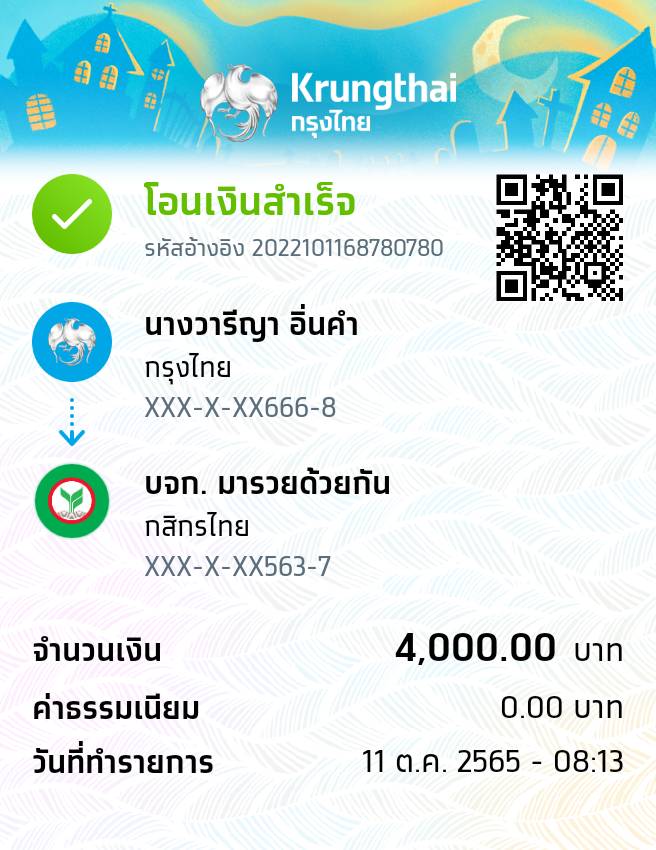 Krungthai
กรุงไทย
โอนเงินสำเร็จ
รหัสอ้างอิง 2022101168780780
นางวารีญา อิ่นคำ
กรุงไทย
XXX-X-XX666-8
บจก. มารวยด้วยกัน
กสิกรไทย
XXX-X-XX563-7
จำนวนเงิน 4,000.00 บาท
ค่าธรรมเนียม 0.00 บาท
วันที่ทำรายการ 11 ต.ค. 2565 - 08:13